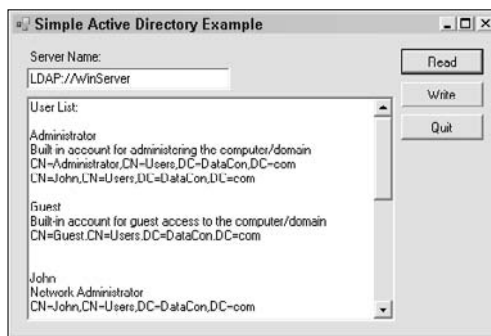 Simple Active Directory Example
Server Name:
LDAP://WinServer
Read
Write
Quit
User List:
Administrator
Built in account for administering the computer/domain
CN=Administrator,CN=Users,DC=DataCon,DC=com
CN=John,CN=Users,DC=DataCon,DC=com
Guest
Built-in account for guest access to the computer/domain
CN=Guest,CN=Users,DC=DataCon,DC=com
John
Network Administrator
CN=John,CN=Users,DC=DataCon,DC=com